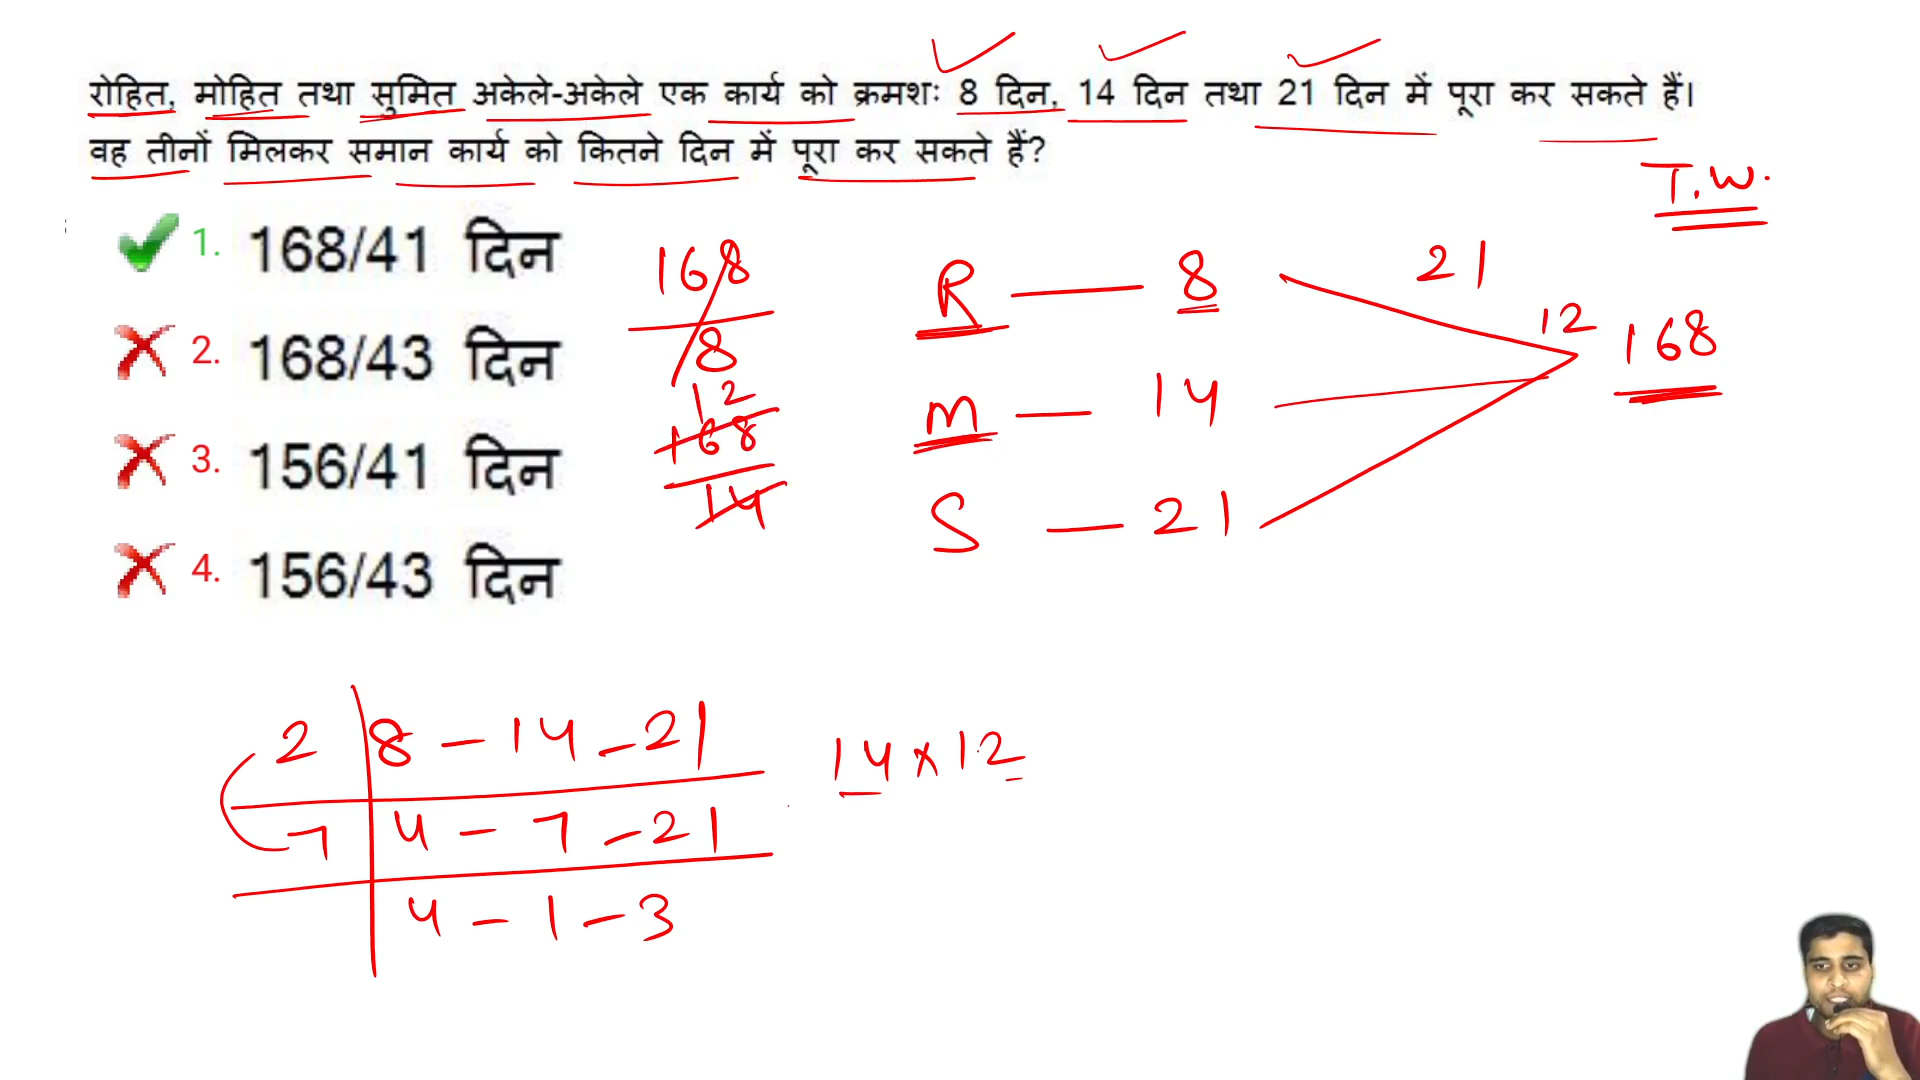 रोहित, मोहित तथा सुमित अकेले-अकेले एक कार्य को क्रमशः 8 दिन, 14 दिन तथा 21 दिन में पूरा कर सकते हैं।
वह तीनों मिलकर समान कार्य को कितने दिन में पूरा कर सकते हैं?
T.W.
1. 168/41 दिन
2. 168/43 दिन
3. 156/41 दिन
4. 156/43 दिन
168
8
12
168
14
R — 8
21
M — 14
12
168
S — 21
2 | 8 – 14 – 21
7 | 4 – 7 – 21
4 – 1 – 3
14 × 12